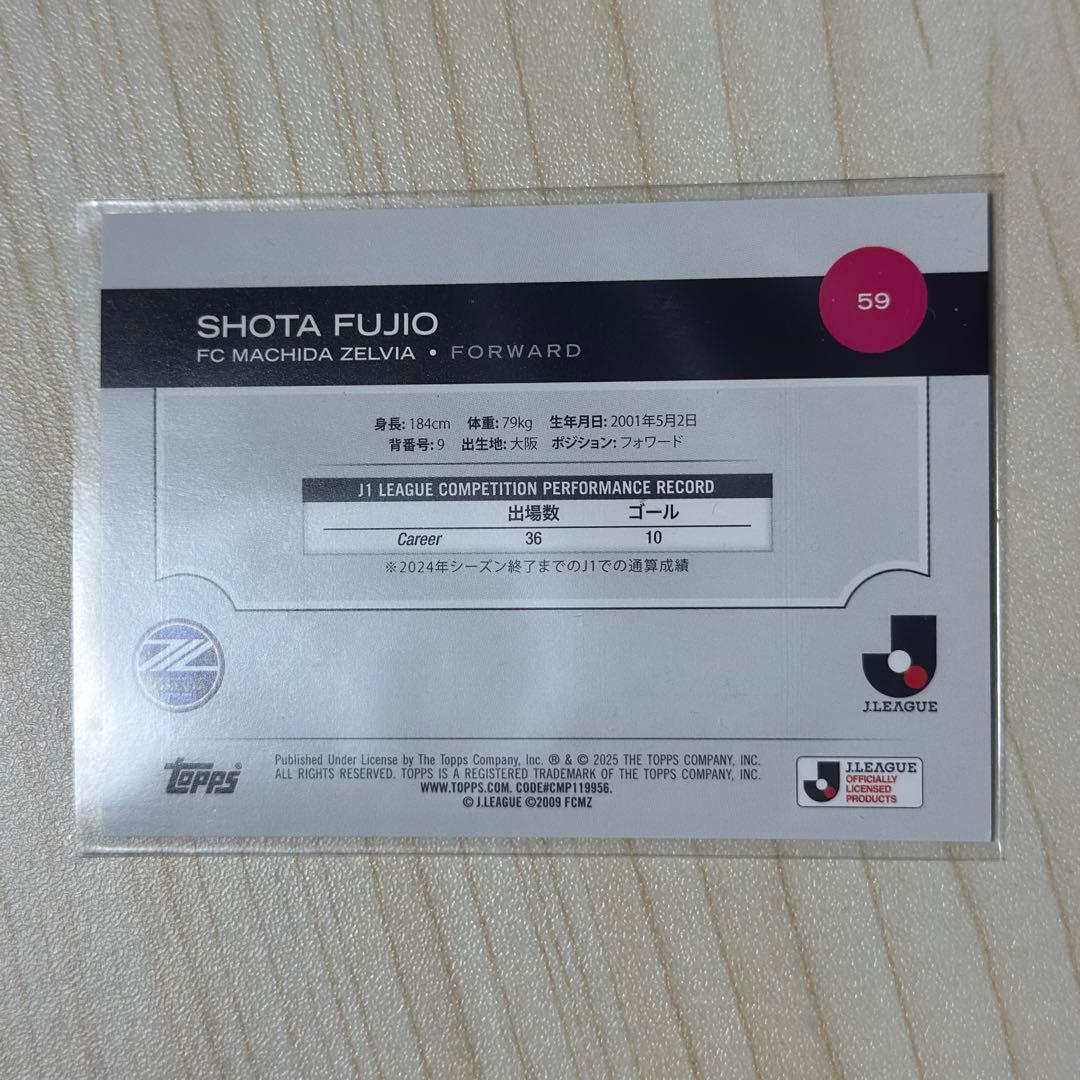 59
SHOTA FUJIO
FC MACHIDA ZELVIA • FORWARD
身長: 184cm 体重: 79kg 生年月日: 2001年5月2日
背番号: 9 出生地: 大阪 ポジション: フォワード
J1 LEAGUE COMPETITION PERFORMANCE RECORD
出場数 ゴール
Career 36 10
※2024年シーズン終了までのJ1での通算成績
ZELVIA
J.LEAGUE
Topps®
Published Under License by The Topps Company, Inc. ® & © 2025 THE TOPPS COMPANY, INC.
ALL RIGHTS RESERVED. TOPPS IS A REGISTERED TRADEMARK OF THE TOPPS COMPANY, INC.
WWW.TOPPS.COM. CODE#CMP119956.
© J.LEAGUE ©2009 FCMZ
J.LEAGUE
OFFICIALLY
LICENSED
PRODUCTS